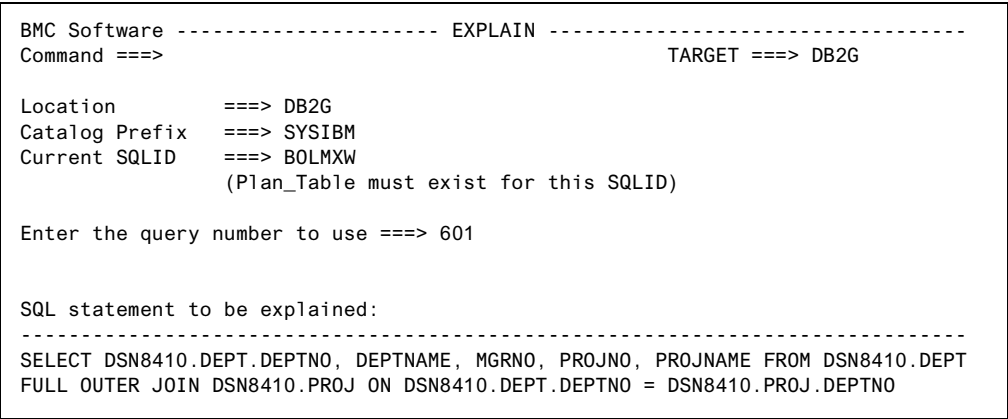 BMC Software ---------------------- EXPLAIN -----------------------------------
Command ===> TARGET ===> DB2G
Location ===> DB2G
Catalog Prefix ===> SYSIBM
Current SQLID ===> BOLMXW
(Plan_Table must exist for this SQLID)
Enter the query number to use ===> 601
SQL statement to be explained:
-------------------------------------------------------------------------------
SELECT DSN8410.DEPT.DEPTNO, DEPTNAME, MGRNO, PROJNO, PROJNAME FROM DSN8410.DEPT
FULL OUTER JOIN DSN8410.PROJ ON DSN8410.DEPT.DEPTNO = DSN8410.PROJ.DEPTNO